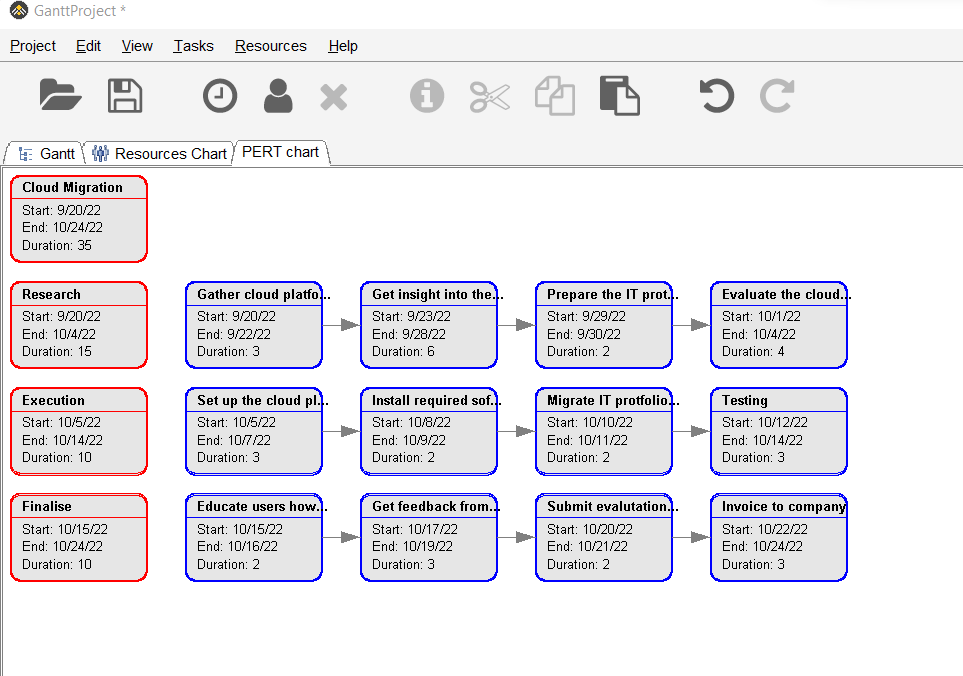 GanttProject *
Project Edit View Tasks Resources Help
Gantt Resources Chart PERT chart
Cloud Migration
Start: 9/20/22
End: 10/24/22
Duration: 35
Research
Start: 9/20/22
End: 10/4/22
Duration: 15
Gather cloud platfo...
Start: 9/20/22
End: 9/22/22
Duration: 3
Get insight into the...
Start: 9/23/22
End: 9/28/22
Duration: 6
Prepare the IT prot...
Start: 9/29/22
End: 9/30/22
Duration: 2
Evaluate the cloud...
Start: 10/1/22
End: 10/4/22
Duration: 4
Execution
Start: 10/5/22
End: 10/14/22
Duration: 10
Set up the cloud pl...
Start: 10/5/22
End: 10/7/22
Duration: 3
Install required sof...
Start: 10/8/22
End: 10/9/22
Duration: 2
Migrate IT protfolio...
Start: 10/10/22
End: 10/11/22
Duration: 2
Testing
Start: 10/12/22
End: 10/14/22
Duration: 3
Finalise
Start: 10/15/22
End: 10/24/22
Duration: 10
Educate users how...
Start: 10/15/22
End: 10/16/22
Duration: 2
Get feedback from...
Start: 10/17/22
End: 10/19/22
Duration: 3
Submit evalutation...
Start: 10/20/22
End: 10/21/22
Duration: 2
Invoice to company
Start: 10/22/22
End: 10/24/22
Duration: 3